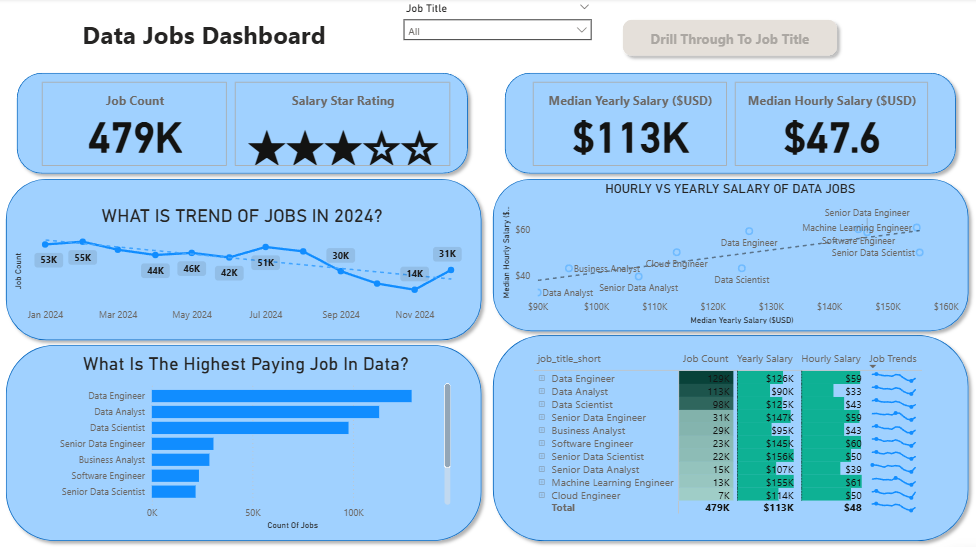 Job Title
All
Data Jobs Dashboard
Drill Through To Job Title
Job Count
479K
Salary Star Rating
Median Yearly Salary ($USD)
$113K
Median Hourly Salary ($USD)
$47.6
WHAT IS TREND OF JOBS IN 2024?
Job Count
53K
55K
44K
46K
42K
51K
30K
14K
31K
Jan 2024
Mar 2024
May 2024
Jul 2024
Sep 2024
Nov 2024
HOURLY VS YEARLY SALARY OF DATA JOBS
Median Hourly Salary ($..
$60
$40
Senior Data Engineer
Machine Learning Engineer
Software Engineer
Senior Data Scientist
Data Engineer
Cloud Engineer
Business Analyst
Data Scientist
Senior Data Analyst
Data Analyst
$90K
$100K
$110K
$120K
$130K
$140K
$150K
$160K
Median Yearly Salary ($USD)
What Is The Highest Paying Job In Data?
Data Engineer
Data Analyst
Data Scientist
Senior Data Engineer
Business Analyst
Software Engineer
Senior Data Scientist
0K
50K
100K
Count Of Jobs
job_title_short Job Count Yearly Salary Hourly Salary Job Trends
Data Engineer 129K $126K $59
Data Analyst 113K $90K $33
Data Scientist 98K $125K $43
Senior Data Engineer 31K $147K $59
Business Analyst 29K $95K $43
Software Engineer 23K $145K $60
Senior Data Scientist 22K $156K $50
Senior Data Analyst 15K $107K $39
Machine Learning Engineer 13K $155K $61
Cloud Engineer 7K $114K $50
Total 479K $113K $48